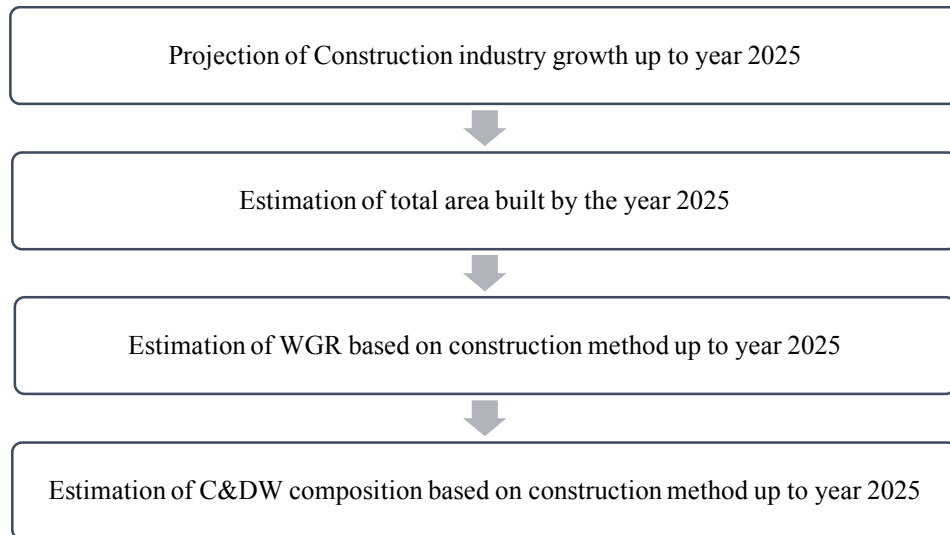 Projection of Construction industry growth up to year 2025
Estimation of total area built by the year 2025
Estimation of WGR based on construction method up to year 2025
Estimation of C&DW composition based on construction method up to year 2025